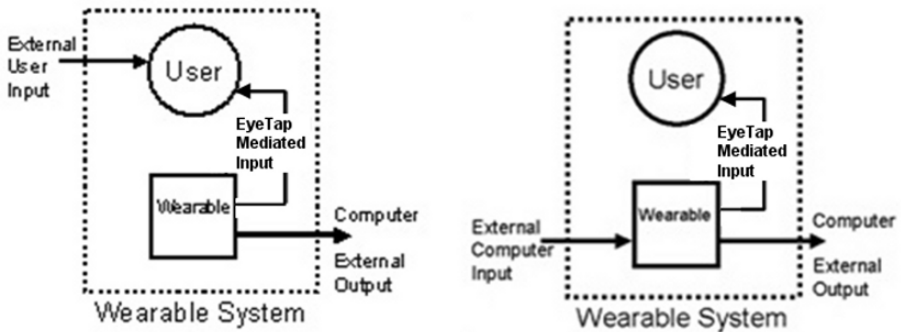 External
User
Input
User
EyeTap
Mediated
Input
Wearable
Computer
External
Output
Wearable System
User
EyeTap
Mediated
Input
Wearable
External
Computer
Input
Computer
External
Output
Wearable System